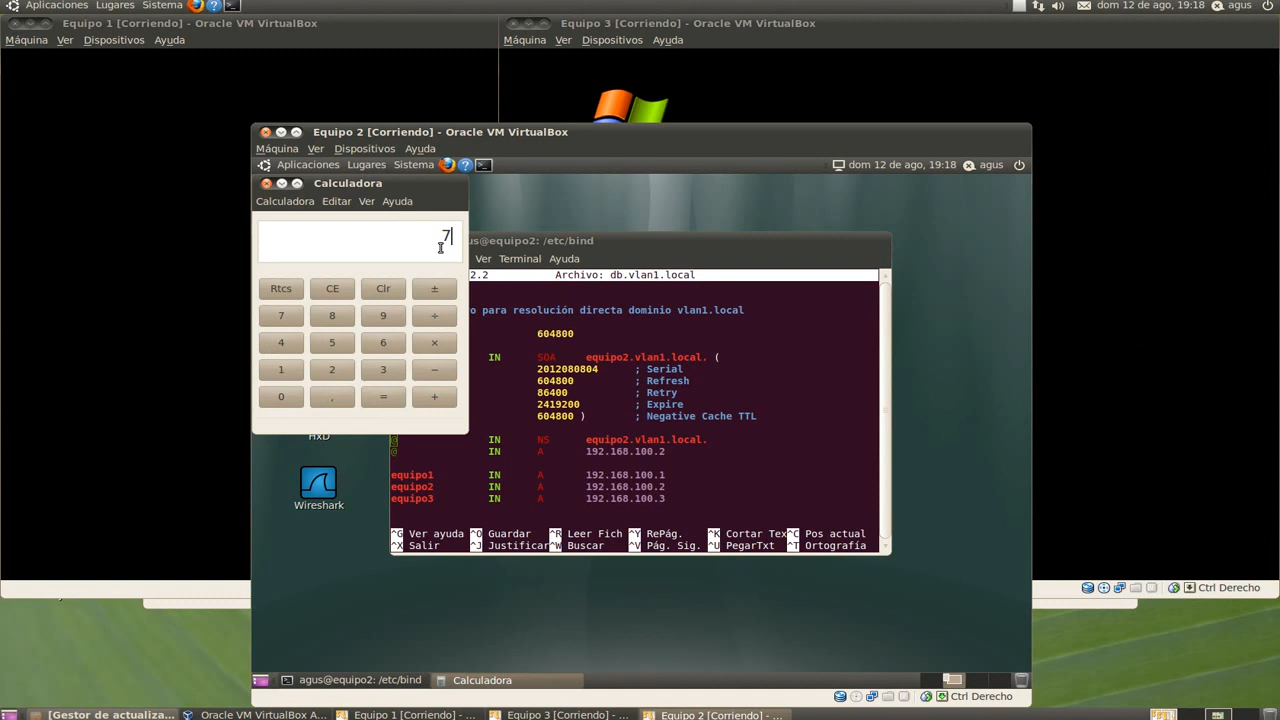 Aplicaciones Lugares Sistema dom 12 de ago, 19:18 agus
Equipo 1 [Corriendo] - Oracle VM VirtualBox
Equipo 3 [Corriendo] - Oracle VM VirtualBox
Máquina Ver Dispositivos Ayuda
Máquina Ver Dispositivos Ayuda
Equipo 2 [Corriendo] - Oracle VM VirtualBox
Máquina Ver Dispositivos Ayuda
Aplicaciones Lugares Sistema dom 12 de ago, 19:18 agus
Calculadora
Calculadora Editar Ver Ayuda
7
Rtcs CE Clr ±
7 8 9 ÷
4 5 6 ×
1 2 3 −
0 , = +
us@equipo2: /etc/bind
Ver Terminal Ayuda
2.2 Archivo: db.vlan1.local
o para resolución directa dominio vlan1.local
604800
IN SOA equipo2.vlan1.local. (
2012080804 ; Serial
604800 ; Refresh
86400 ; Retry
2419200 ; Expire
604800 ) ; Negative Cache TTL
@ IN NS equipo2.vlan1.local.
@ IN A 192.168.100.2
equipo1 IN A 192.168.100.1
equipo2 IN A 192.168.100.2
equipo3 IN A 192.168.100.3
^G Ver ayuda ^O Guardar ^R Leer Fich ^Y RePág. ^K Cortar Tex ^C Pos actual
^X Salir ^J Justificar ^W Buscar ^V Pág. Sig. ^U PegarTxt ^T Ortografía
HxD
Wireshark
Ctrl Derecho
agus@equipo2: /etc/bind Calculadora
Ctrl Derecho
[Gestor de actualiza... Oracle VM VirtualBox A... Equipo 1 [Corriendo] - ... Equipo 3 [Corriendo] - ... Equipo 2 [Corriendo] - ...